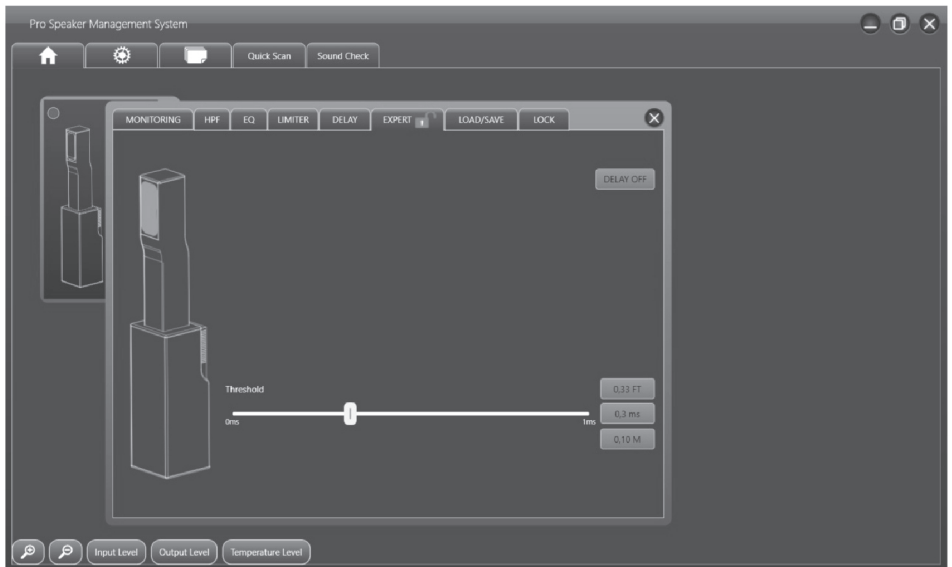 Pro Speaker Management System
Quick Scan Sound Check
MONITORING HPF EQ LIMITER DELAY EXPERT LOAD/SAVE LOCK
DELAY OFF
Threshold
0ms 1ms
0,33 FT
0,3 ms
0,10 M
Input Level Output Level Temperature Level